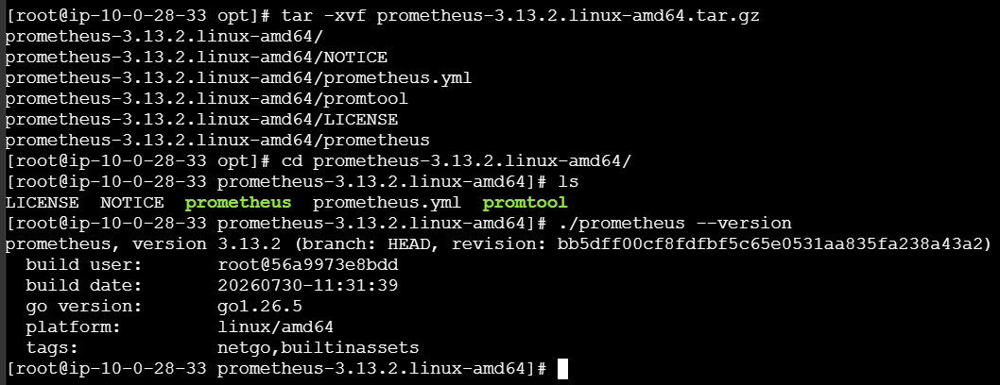 [root@ip-10-0-28-33 opt]# tar -xvf prometheus-3.13.2.linux-amd64.tar.gz
prometheus-3.13.2.linux-amd64/
prometheus-3.13.2.linux-amd64/NOTICE
prometheus-3.13.2.linux-amd64/prometheus.yml
prometheus-3.13.2.linux-amd64/promtool
prometheus-3.13.2.linux-amd64/LICENSE
prometheus-3.13.2.linux-amd64/prometheus
[root@ip-10-0-28-33 opt]# cd prometheus-3.13.2.linux-amd64/
[root@ip-10-0-28-33 prometheus-3.13.2.linux-amd64]# ls
LICENSE  NOTICE  prometheus  prometheus.yml  promtool
[root@ip-10-0-28-33 prometheus-3.13.2.linux-amd64]# ./prometheus --version
prometheus, version 3.13.2 (branch: HEAD, revision: bb5dff00cf8fdfbf5c65e0531aa835fa238a43a2)
  build user:       root@56a9973e8bdd
  build date:       20260730-11:31:39
  go version:       go1.26.5
  platform:         linux/amd64
  tags:             netgo,builtinassets
[root@ip-10-0-28-33 prometheus-3.13.2.linux-amd64]#